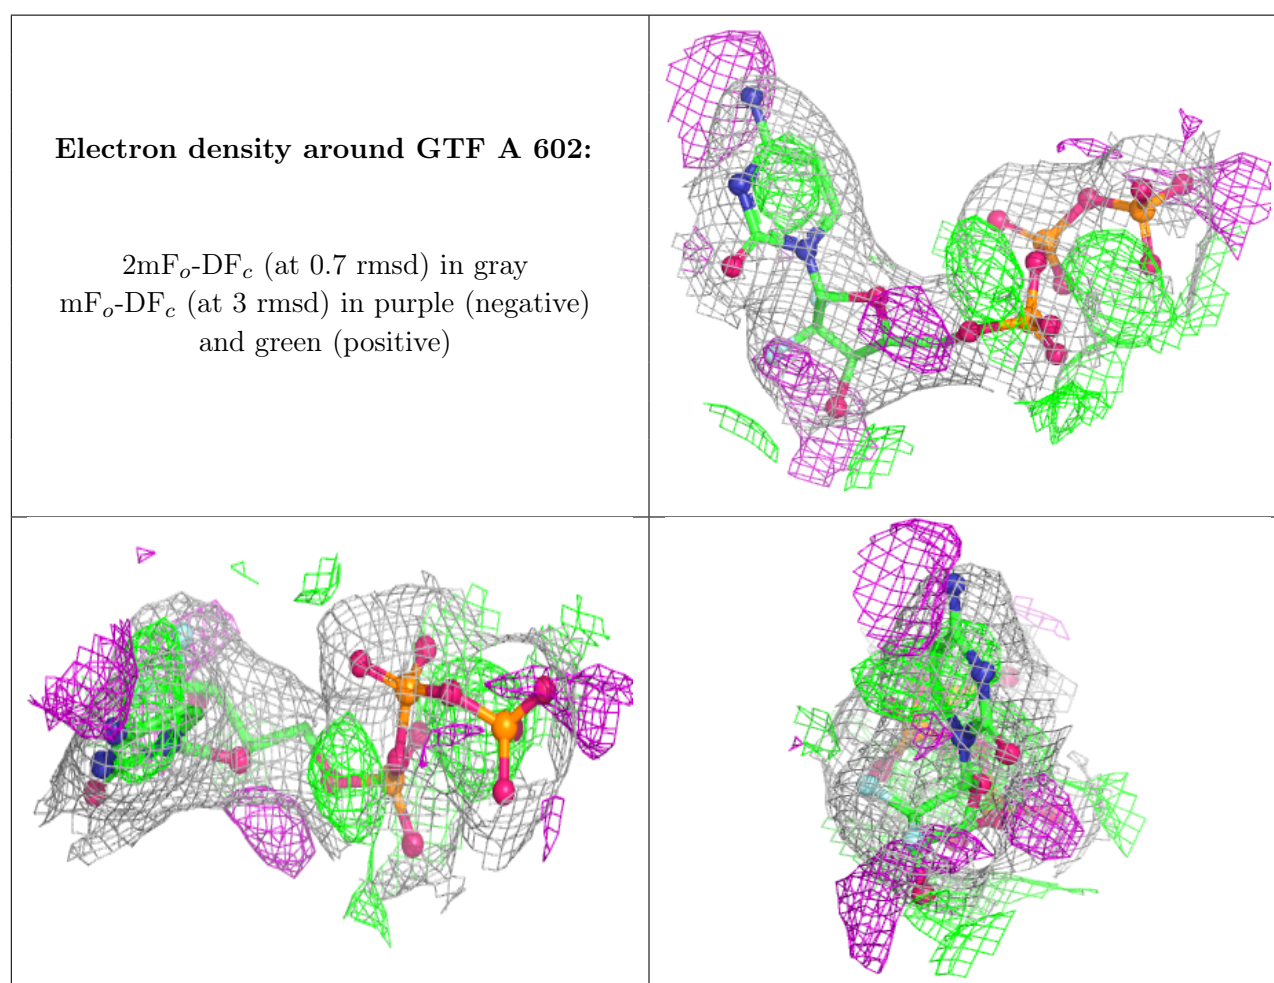 Electron density around GTF A 602:
2mFₒ-DF𝒸 (at 0.7 rmsd) in gray
mFₒ-DF𝒸 (at 3 rmsd) in purple (negative)
and green (positive)